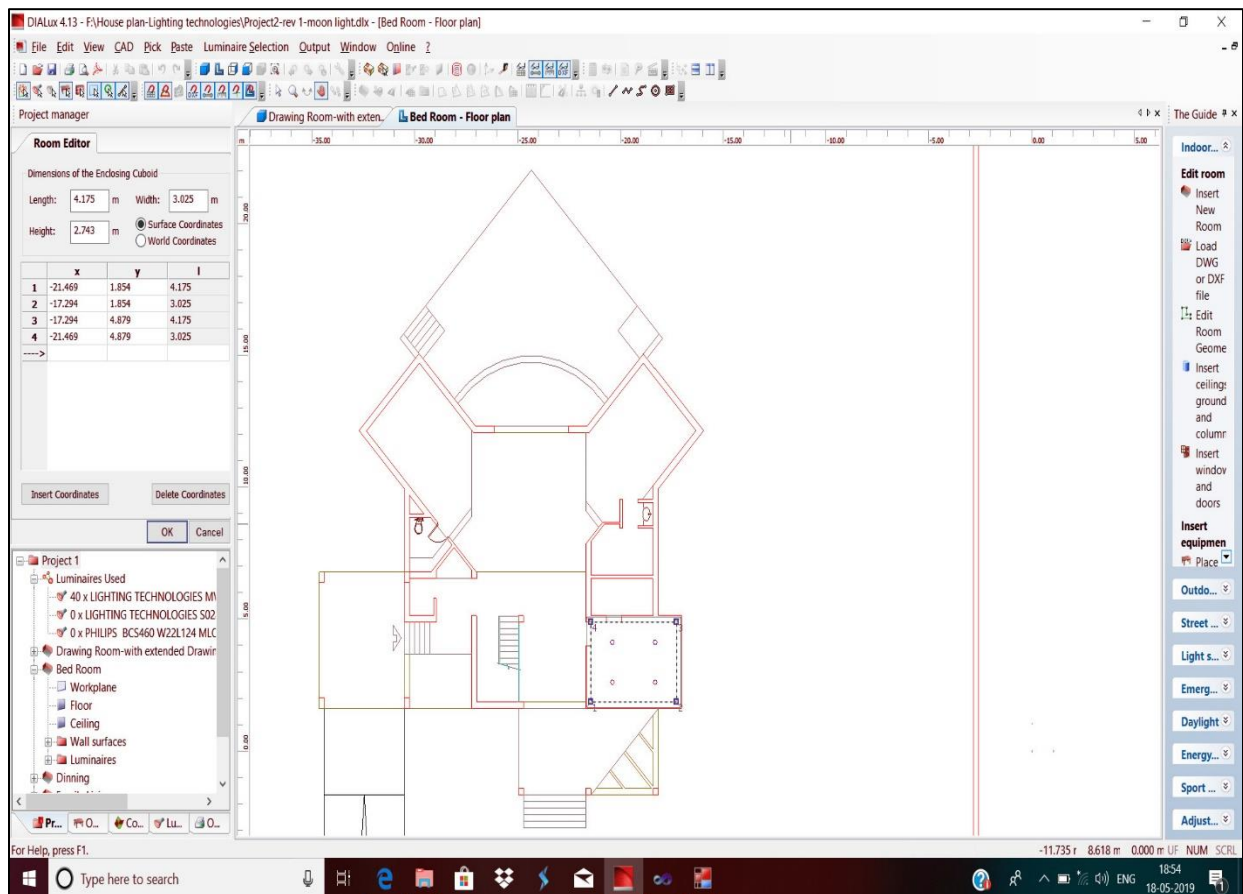 DIALux 4.13 - F:\House plan-Lighting technologies\Project2-rev 1-moon light.dlx - [Bed Room - Floor plan]
File Edit View CAD Pick Paste Luminaire Selection Output Window Online ?
Project manager
Drawing Room-with exten.
Bed Room - Floor plan
The Guide
Room Editor
Dimensions of the Enclosing Cuboid
Length: 4.175 m Width: 3.025 m
Height: 2.743 m
Surface Coordinates
World Coordinates
x y l
1 -21.469 1.854 4.175
2 -17.294 1.854 3.025
3 -17.294 4.879 4.175
4 -21.469 4.879 3.025
---->
Insert Coordinates Delete Coordinates
OK Cancel
Project 1
Luminaires Used
40 x LIGHTING TECHNOLOGIES M\
0 x LIGHTING TECHNOLOGIES S02
0 x PHILIPS BCS460 W22L124 MLC
Drawing Room-with extended Drawin
Bed Room
Workplane
Floor
Ceiling
Wall surfaces
Luminaires
Dinning
Pr... O... Co... Lu... O...
m -35.00 -30.00 -25.00 -20.00 -15.00 -10.00 -5.00 0.00 5.00
20.00
15.00
10.00
5.00
0.00
Indoor...
Edit room
Insert
New
Room
Load
DWG
or DXF
file
Edit
Room
Geome
Insert
ceiling:
ground
and
column
Insert
window
and
doors
Insert
equipmen
Place
Outdo...
Street ...
Light s...
Emerg...
Daylight
Energy...
Sport ...
Adjust...
For Help, press F1.
-11.735 r 8.618 m 0.000 m UF NUM SCRL
Type here to search
ENG
18:54
18-05-2019